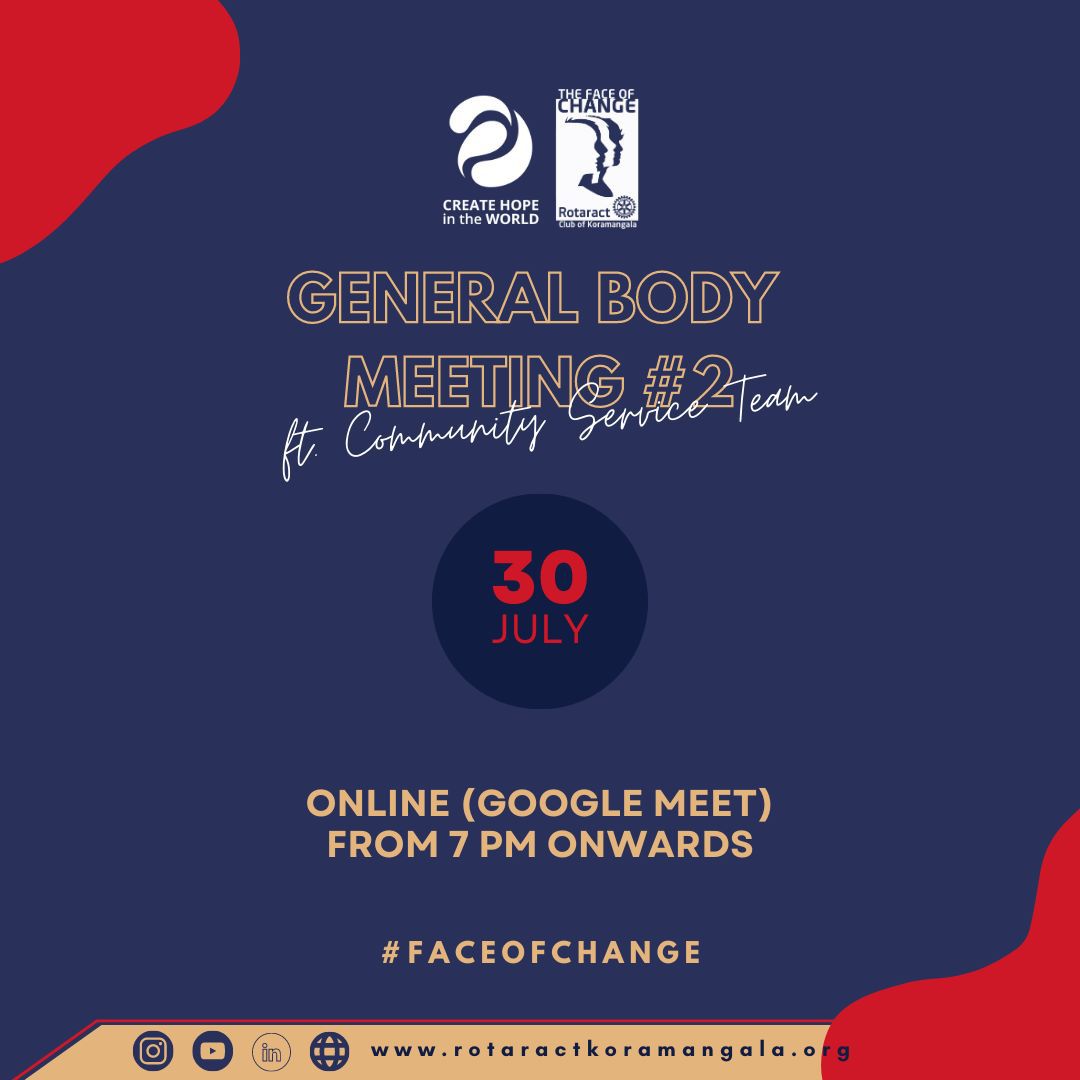 CREATE HOPE
in the WORLD
THE FACE OF
CHANGE
Rotaract
Club of Koramangala
GENERAL BODY
MEETING #2
ft. Community Service Team
30
JULY
ONLINE (GOOGLE MEET)
FROM 7 PM ONWARDS
#FACEOFCHANGE
in
www.rotaractkoramangala.org